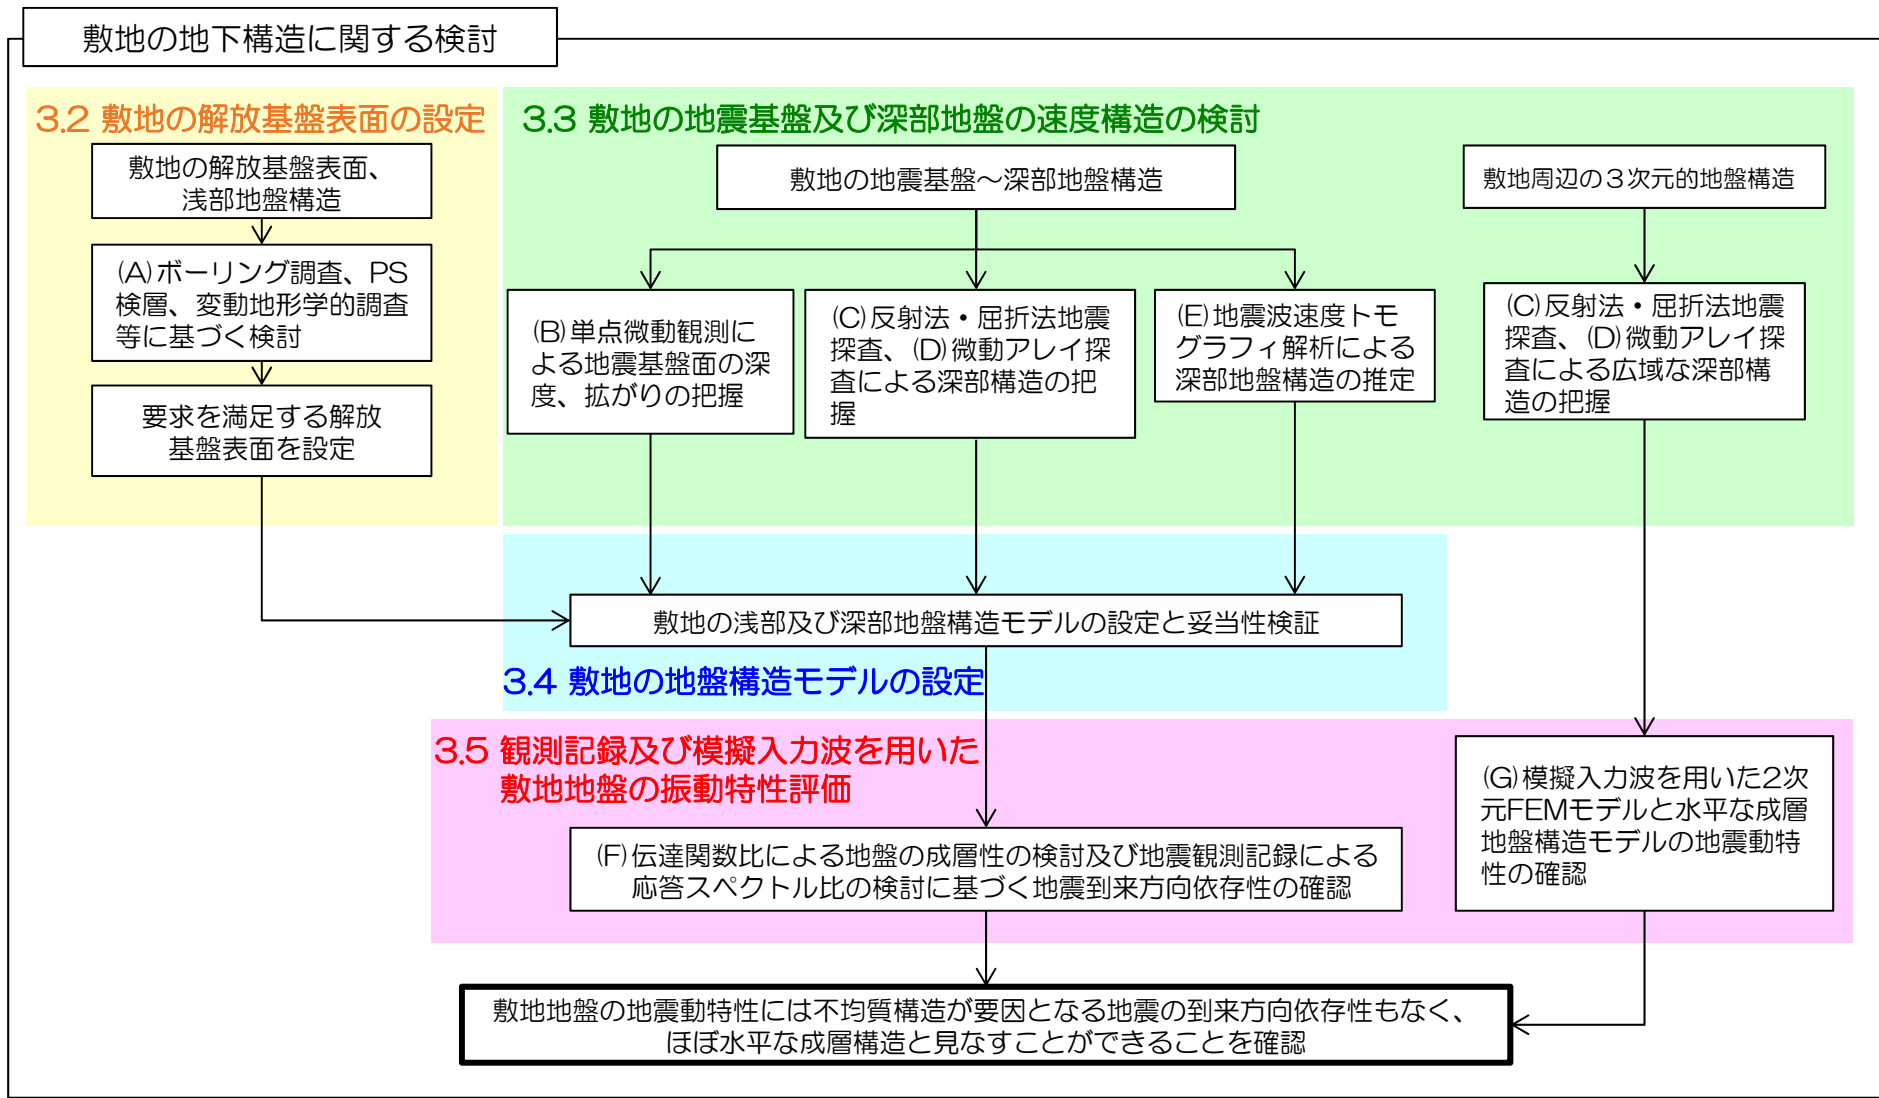 敷地の地下構造に関する検討
3.2 敷地の解放基盤表面の設定
敷地の解放基盤表面、
浅部地盤構造
(A)ボーリング調査、PS
検層、変動地形学的調査
等に基づく検討
要求を満足する解放
基盤表面を設定
3.3 敷地の地震基盤及び深部地盤の速度構造の検討
敷地の地震基盤～深部地盤構造
敷地周辺の３次元的地盤構造
(B)単点微動観測に
よる地震基盤面の深
度、拡がりの把握
(C)反射法・屈折法地震
探査、(D)微動アレイ探
査による深部構造の把
握
(E)地震波速度トモ
グラフィ解析による
深部地盤構造の推定
(C)反射法・屈折法地震
探査、(D)微動アレイ探
査による広域な深部構
造の把握
敷地の浅部及び深部地盤構造モデルの設定と妥当性検証
3.4 敷地の地盤構造モデルの設定
3.5 観測記録及び模擬入力波を用いた
敷地地盤の振動特性評価
(F)伝達関数比による地盤の成層性の検討及び地震観測記録による
応答スペクトル比の検討に基づく地震到来方向依存性の確認
(G)模擬入力波を用いた2次
元FEMモデルと水平な成層
地盤構造モデルの地震動特
性の確認
敷地地盤の地震動特性には不均質構造が要因となる地震の到来方向依存性もなく、
ほぼ水平な成層構造と見なすことができることを確認